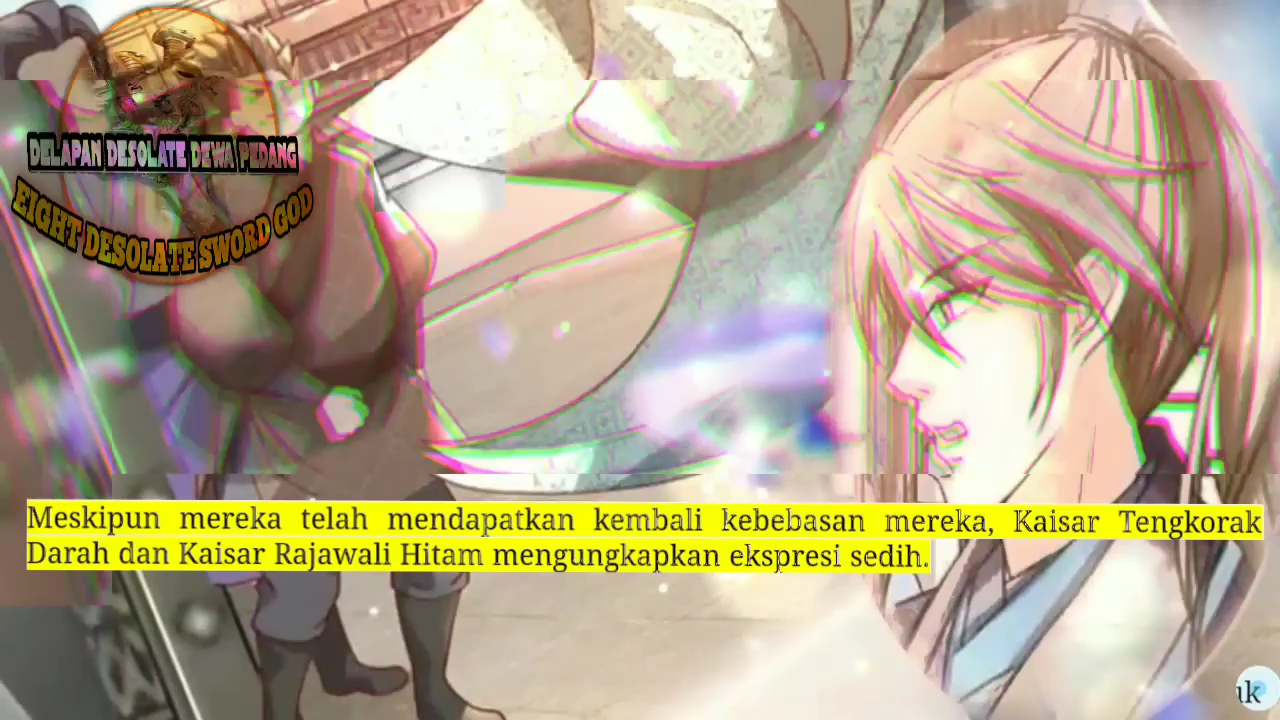 DELAPAN DESOLATE DEWA PEDANG
EIGHT DESOLATE SWORD GOD
Meskipun mereka telah mendapatkan kembali kebebasan mereka, Kaisar Tengkorak
Darah dan Kaisar Rajawali Hitam mengungkapkan ekspresi sedih.